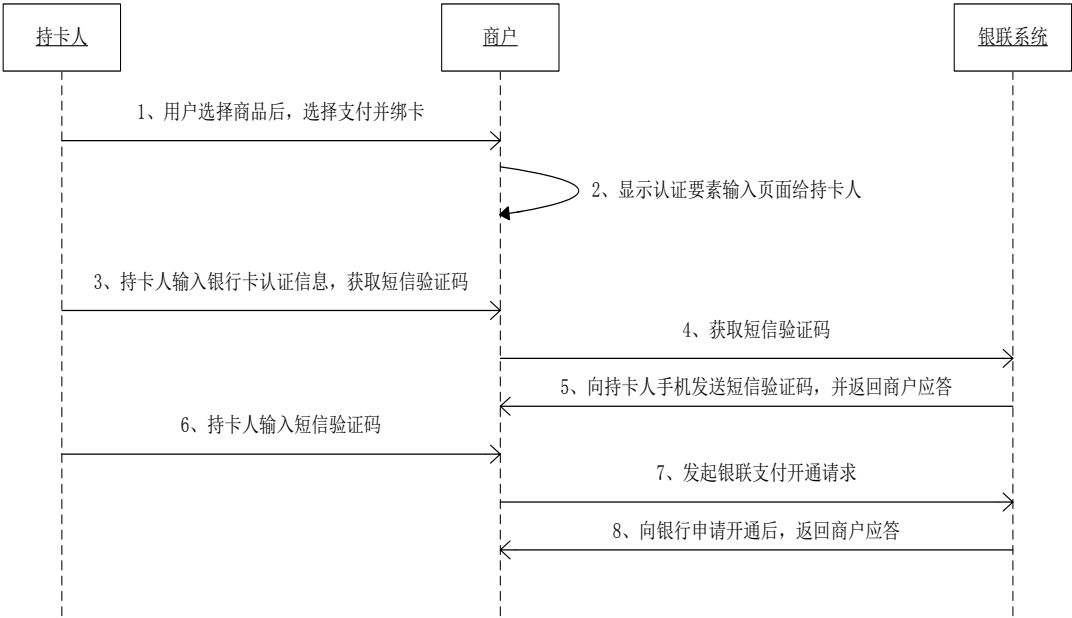 持卡人
商户
银联系统
1、用户选择商品后，选择支付并绑卡
2、显示认证要素输入页面给持卡人
3、持卡人输入银行卡认证信息，获取短信验证码
4、获取短信验证码
5、向持卡人手机发送短信验证码，并返回商户应答
6、持卡人输入短信验证码
7、发起银联支付开通请求
8、向银行申请开通后，返回商户应答